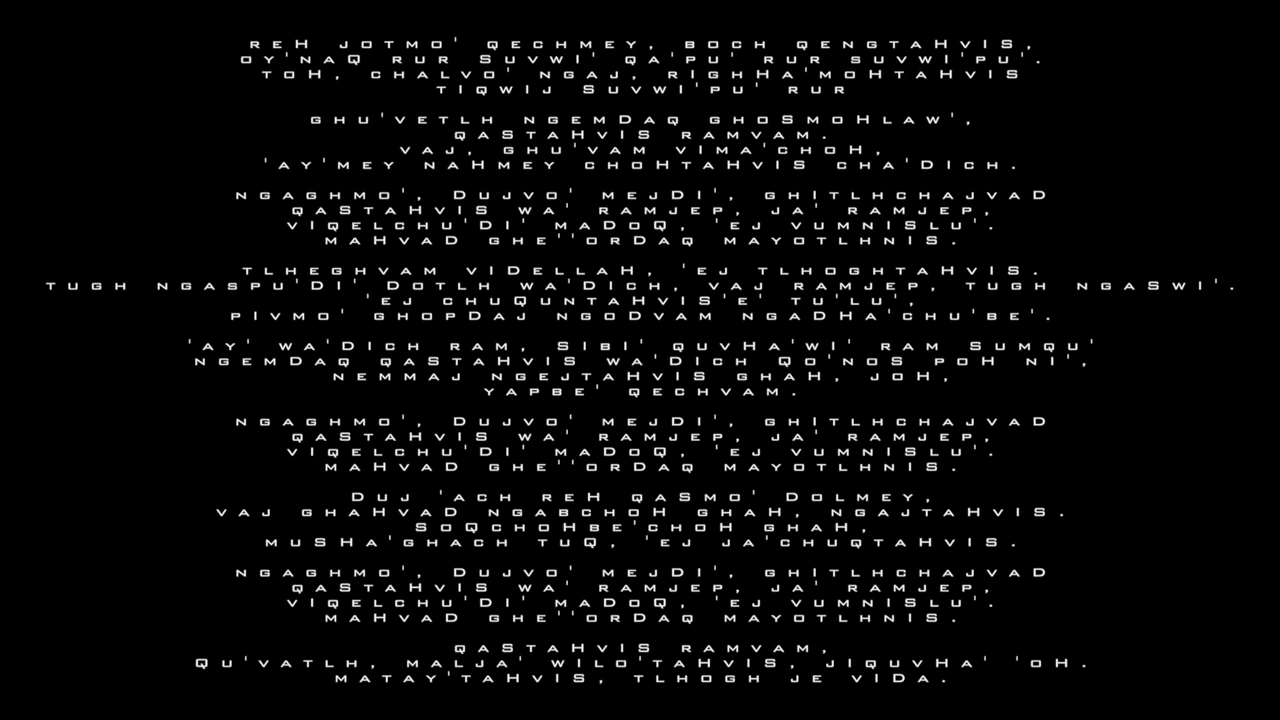 REH JOTMO' QECHMEY, BOCH QENGTAHVIS,
OY'NAQ RUR SUVWI' QA'PU' RUR SUVWI'PU'.
TOH, CHALVO' NGAJ, RIGHHA'MOHTAHVIS
TIQWIJ SUVWI'PU' RUR
GHU'VETLH NGEMDAQ GHOSMOHLAW',
QASTAHVIS RAMVAM.
VAJ, GHU'VAM VIMA'CHOH,
'AY'MEY NAHMEY CHOHTAHVIS CHA'DICH.
NGAGHMO', DUJVO' MEJDI', GHITLHCHAJVAD
QASTAHVIS WA' RAMJEP, JA' RAMJEP,
VIQELCHU'DI' MADOQ, 'EJ VUMNISLU'.
MAHVAD GHE''ORDAQ MAYOTLHNIS.
TLHEGHVAM VIDELLAH, 'EJ TLHOGHTAHVIS.
TUGH NGASPU'DI' DOTLH WA'DICH, VAJ RAMJEP, TUGH NGASWI'.
'EJ CHUQUNTAHVIS'E' TU'LU',
PIVMO' GHOPDAJ NGODVAM NGADHA'CHU'BE'.
'AY' WA'DICH RAM, SIBI' QUVHA'WI' RAM SUMQU'
NGEMDAQ QASTAHVIS WA'DICH QO'NOS POH NI',
NEMMAJ NGEJTAHVIS GHAH, JOH,
YAPBE' QECHVAM.
NGAGHMO', DUJVO' MEJDI', GHITLHCHAJVAD
QASTAHVIS WA' RAMJEP, JA' RAMJEP,
VIQELCHU'DI' MADOQ, 'EJ VUMNISLU'.
MAHVAD GHE''ORDAQ MAYOTLHNIS.
DUJ 'ACH REH QASMO' DOLMEY,
VAJ GHAHVAD NGABCHOH GHAH, NGAJTAHVIS.
SOQCHOHBE'CHOH GHAH,
MUSHA'GHACH TUQ, 'EJ JA'CHUQTAHVIS.
NGAGHMO', DUJVO' MEJDI', GHITLHCHAJVAD
QASTAHVIS WA' RAMJEP, JA' RAMJEP,
VIQELCHU'DI' MADOQ, 'EJ VUMNISLU'.
MAHVAD GHE''ORDAQ MAYOTLHNIS.
QASTAHVIS RAMVAM,
QU'VATLH, MALJA' WILO'TAHVIS, JIQUVHA' 'OH.
MATAY'TAHVIS, TLHOGH JE VIDA.